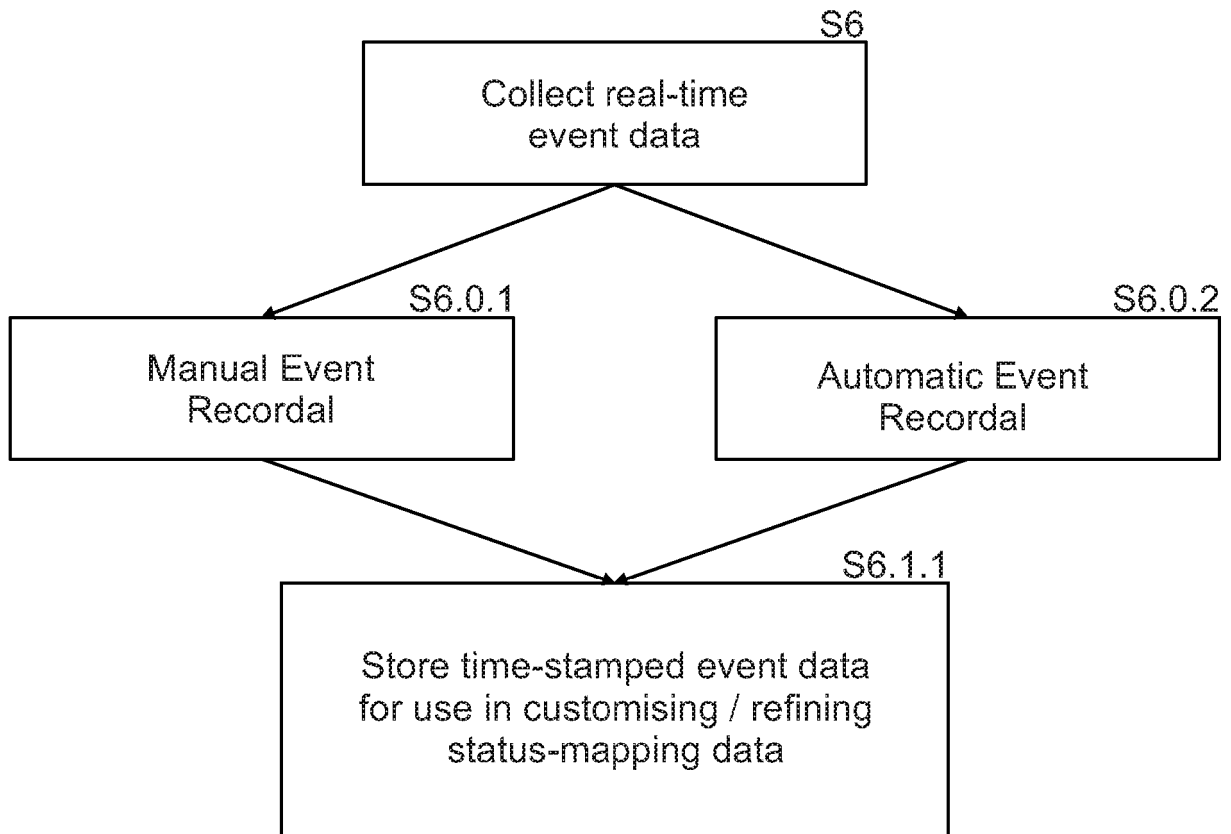 S6
Collect real-time
event data
S6.0.1
Manual Event
Recordal
S6.0.2
Automatic Event
Recordal
S6.1.1
Store time-stamped event data
for use in customising / refining
status-mapping data